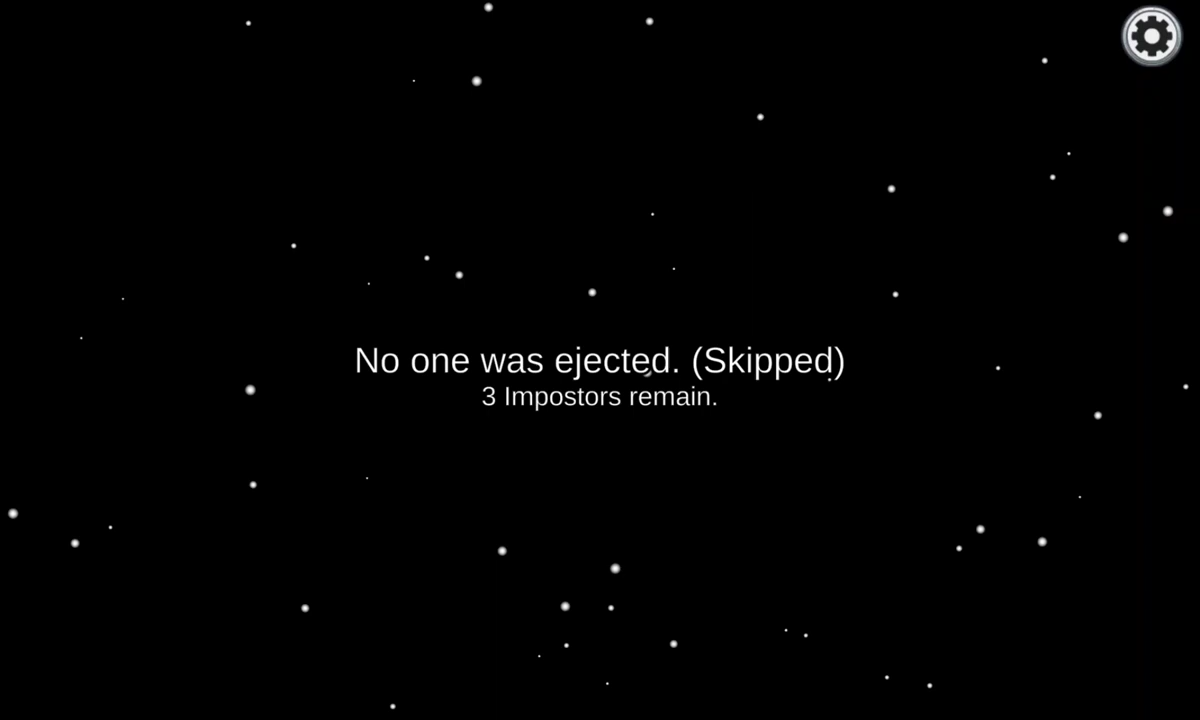 No one was ejected. (Skipped)
3 Impostors remain.